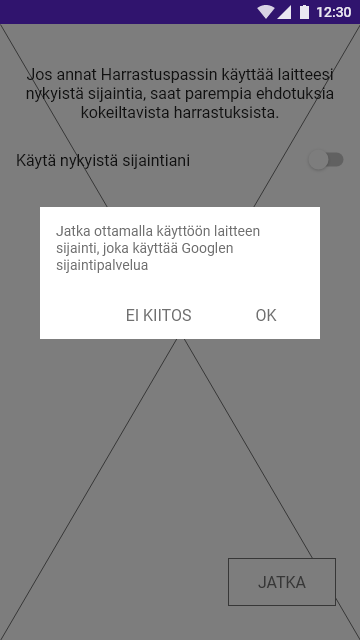 12:30
Jos annat Harrastuspassin käyttää laitteesi
nykyistä sijaintia, saat parempia ehdotuksia
kokeiltavista harrastuksista.
Käytä nykyistä sijaintiani
Jatka ottamalla käyttöön laitteen
sijainti, joka käyttää Googlen
sijaintipalvelua
EI KIITOS OK
JATKA